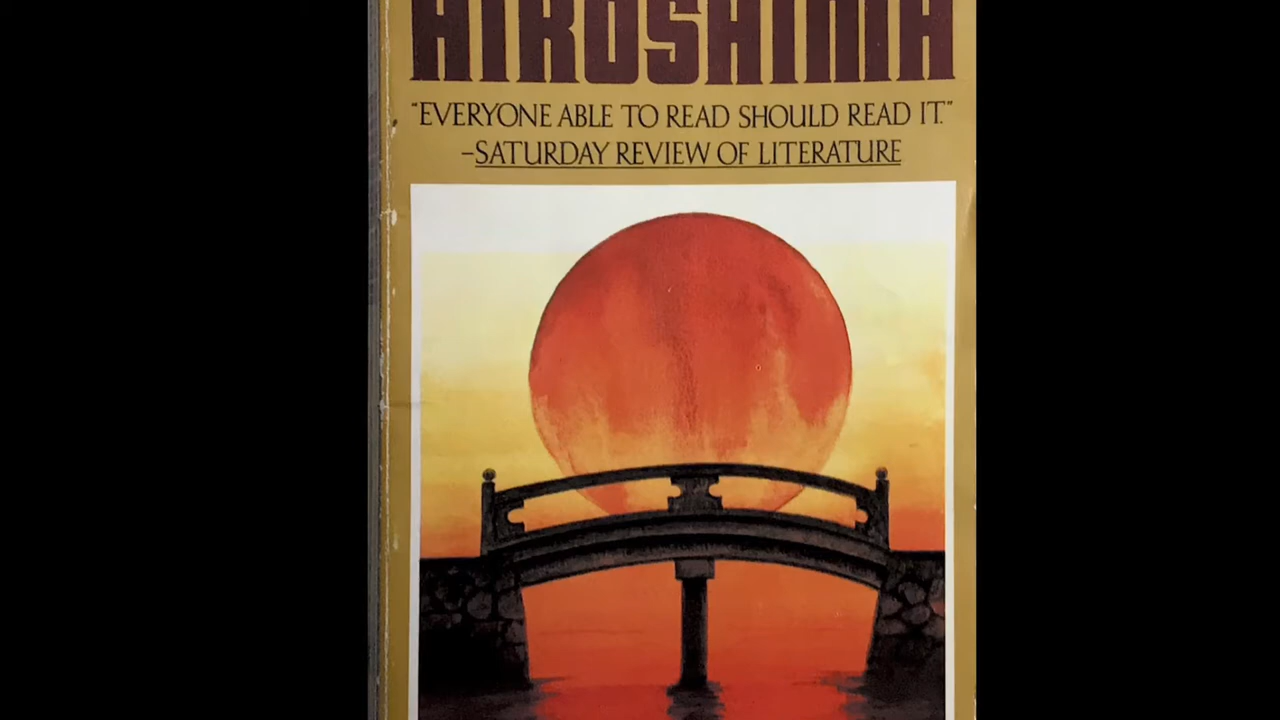 HIROSHIMA
"EVERYONE ABLE TO READ SHOULD READ IT."
–SATURDAY REVIEW OF LITERATURE